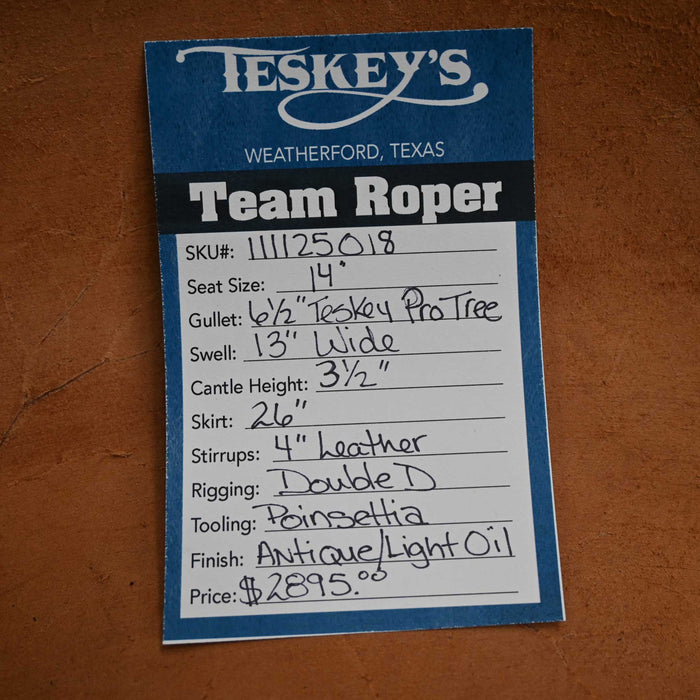 TESKEY'S
WEATHERFORD, TEXAS
Team Roper
SKU#: 111125018
Seat Size: 14"
Gullet: 6½" Teskey Pro Tree
Swell: 13" Wide
Cantle Height: 3½"
Skirt: 26"
Stirrups: 4" Leather
Rigging: Double D
Tooling: Poinsettia
Finish: Antique/Light Oil
Price: $2895.00